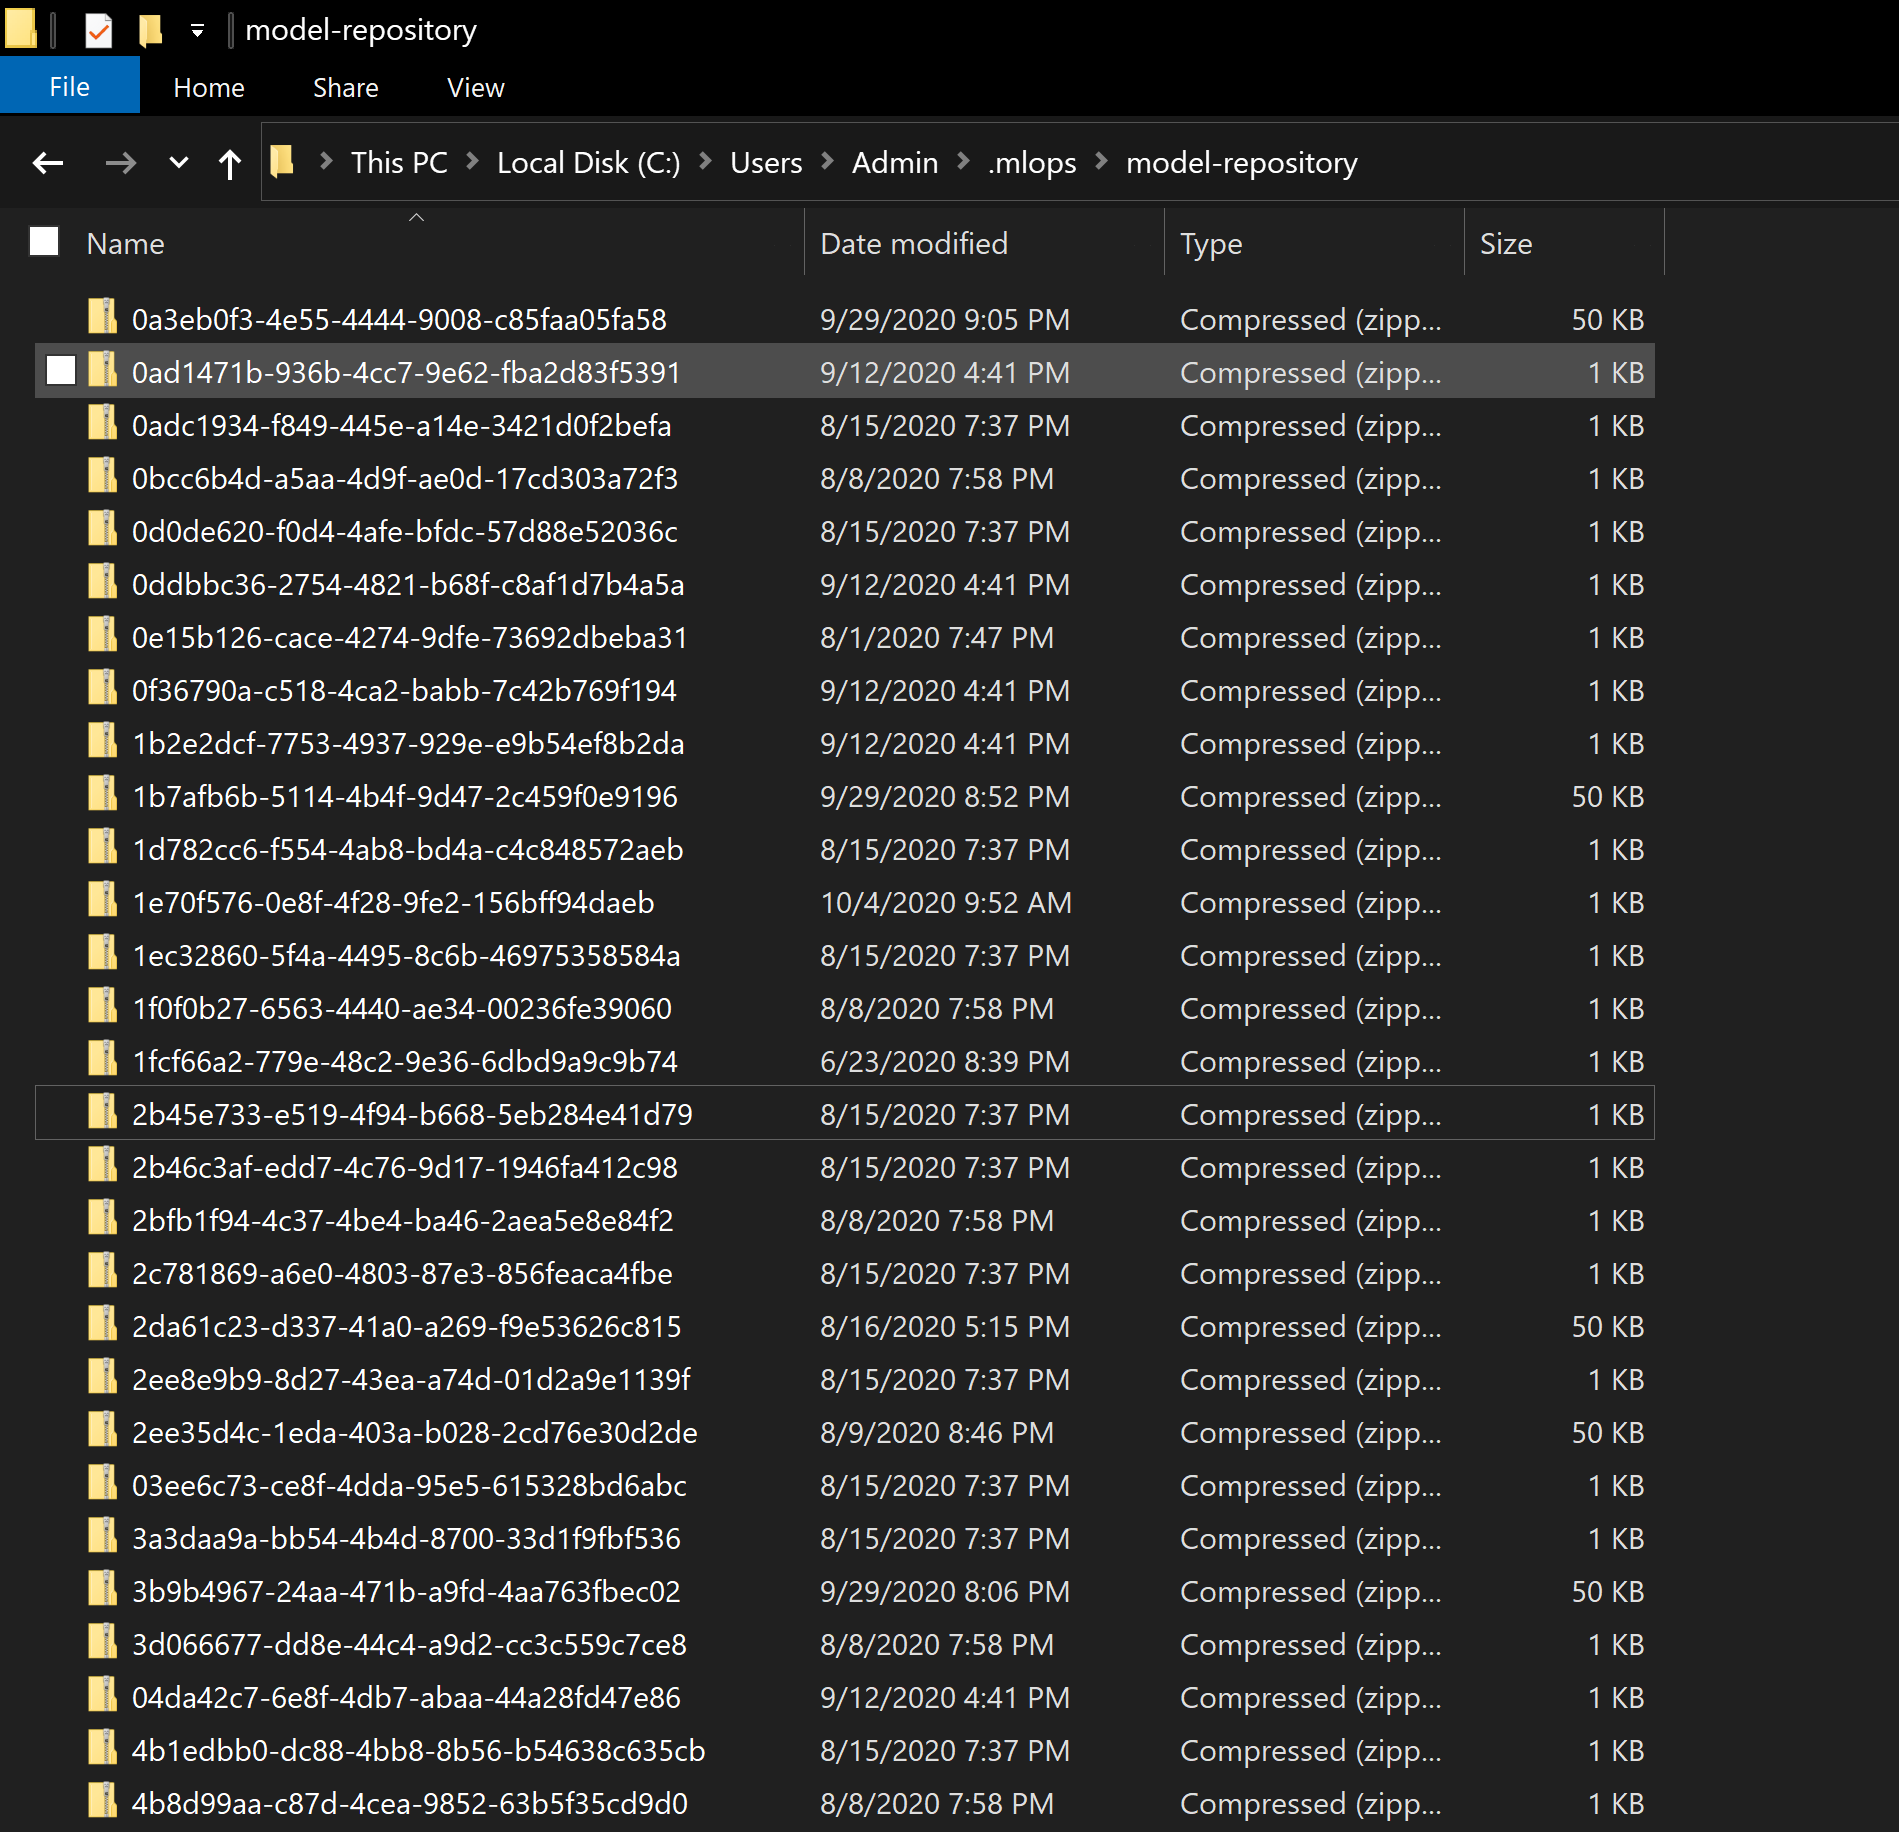 model-repository
File Home Share View
This PC Local Disk (C:) Users Admin .mlops model-repository
Name Date modified Type Size
0a3eb0f3-4e55-4444-9008-c85faa05fa58 9/29/2020 9:05 PM Compressed (zipp... 50 KB
0ad1471b-936b-4cc7-9e62-fba2d83f5391 9/12/2020 4:41 PM Compressed (zipp... 1 KB
0adc1934-f849-445e-a14e-3421d0f2befa 8/15/2020 7:37 PM Compressed (zipp... 1 KB
0bcc6b4d-a5aa-4d9f-ae0d-17cd303a72f3 8/8/2020 7:58 PM Compressed (zipp... 1 KB
0d0de620-f0d4-4afe-bfdc-57d88e52036c 8/15/2020 7:37 PM Compressed (zipp... 1 KB
0ddbbc36-2754-4821-b68f-c8af1d7b4a5a 9/12/2020 4:41 PM Compressed (zipp... 1 KB
0e15b126-cace-4274-9dfe-73692dbeba31 8/1/2020 7:47 PM Compressed (zipp... 1 KB
0f36790a-c518-4ca2-babb-7c42b769f194 9/12/2020 4:41 PM Compressed (zipp... 1 KB
1b2e2dcf-7753-4937-929e-e9b54ef8b2da 9/12/2020 4:41 PM Compressed (zipp... 1 KB
1b7afb6b-5114-4b4f-9d47-2c459f0e9196 9/29/2020 8:52 PM Compressed (zipp... 50 KB
1d782cc6-f554-4ab8-bd4a-c4c848572aeb 8/15/2020 7:37 PM Compressed (zipp... 1 KB
1e70f576-0e8f-4f28-9fe2-156bff94daeb 10/4/2020 9:52 AM Compressed (zipp... 1 KB
1ec32860-5f4a-4495-8c6b-46975358584a 8/15/2020 7:37 PM Compressed (zipp... 1 KB
1f0f0b27-6563-4440-ae34-00236fe39060 8/8/2020 7:58 PM Compressed (zipp... 1 KB
1fcf66a2-779e-48c2-9e36-6dbd9a9c9b74 6/23/2020 8:39 PM Compressed (zipp... 1 KB
2b45e733-e519-4f94-b668-5eb284e41d79 8/15/2020 7:37 PM Compressed (zipp... 1 KB
2b46c3af-edd7-4c76-9d17-1946fa412c98 8/15/2020 7:37 PM Compressed (zipp... 1 KB
2bfb1f94-4c37-4be4-ba46-2aea5e8e84f2 8/8/2020 7:58 PM Compressed (zipp... 1 KB
2c781869-a6e0-4803-87e3-856feaca4fbe 8/15/2020 7:37 PM Compressed (zipp... 1 KB
2da61c23-d337-41a0-a269-f9e53626c815 8/16/2020 5:15 PM Compressed (zipp... 50 KB
2ee8e9b9-8d27-43ea-a74d-01d2a9e1139f 8/15/2020 7:37 PM Compressed (zipp... 1 KB
2ee35d4c-1eda-403a-b028-2cd76e30d2de 8/9/2020 8:46 PM Compressed (zipp... 50 KB
03ee6c73-ce8f-4dda-95e5-615328bd6abc 8/15/2020 7:37 PM Compressed (zipp... 1 KB
3a3daa9a-bb54-4b4d-8700-33d1f9fbf536 8/15/2020 7:37 PM Compressed (zipp... 1 KB
3b9b4967-24aa-471b-a9fd-4aa763fbec02 9/29/2020 8:06 PM Compressed (zipp... 50 KB
3d066677-dd8e-44c4-a9d2-cc3c559c7ce8 8/8/2020 7:58 PM Compressed (zipp... 1 KB
04da42c7-6e8f-4db7-abaa-44a28fd47e86 9/12/2020 4:41 PM Compressed (zipp... 1 KB
4b1edbb0-dc88-4bb8-8b56-b54638c635cb 8/15/2020 7:37 PM Compressed (zipp... 1 KB
4b8d99aa-c87d-4cea-9852-63b5f35cd9d0 8/8/2020 7:58 PM Compressed (zipp... 1 KB